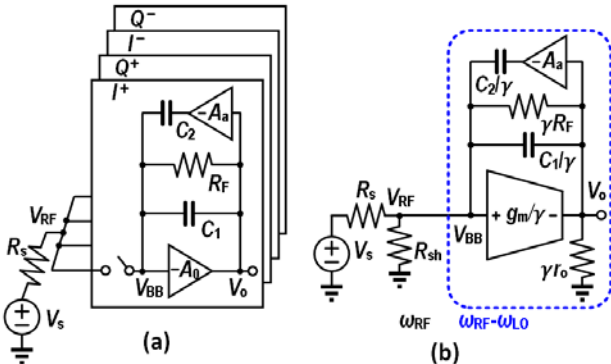 Q⁻
I⁻
Q⁺
I⁺
−Aₐ
C₂
R_F
C₁
−A₀
V_RF
R_s
V_BB
V_o
V_s
(a)
−Aₐ
C₂/γ
γR_F
C₁/γ
V_o
R_s
V_RF
+ g_m/γ −
V_BB
V_s
R_sh
γr_o
ω_RF
ω_RF-ω_LO
(b)